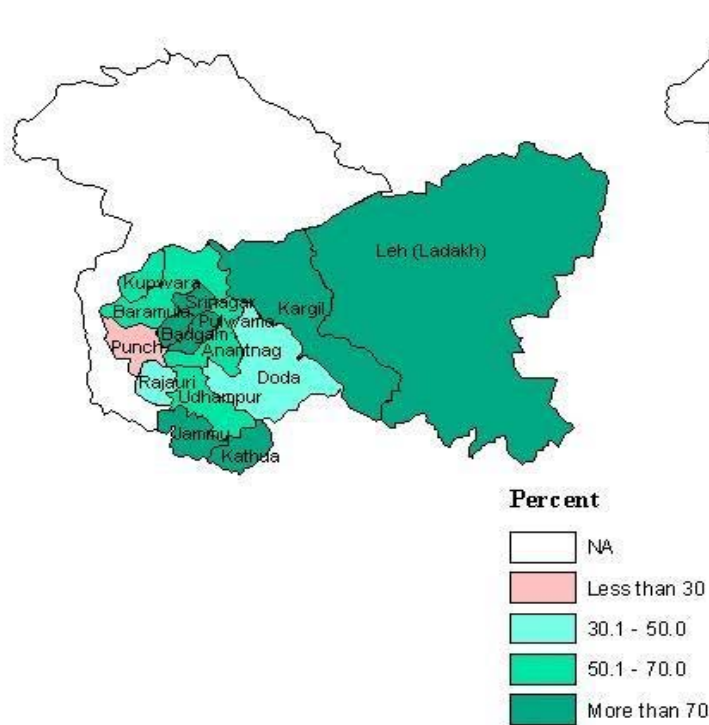 Leh (Ladakh)
Kupwara
Srinagar
Kargil
Baramula
Pulwama
Badgam
Punch
Anantnag
Rajauri
Doda
Udhampur
Jammu
Kathua
Percent
NA
Less than 30
30.1 - 50.0
50.1 - 70.0
More than 70